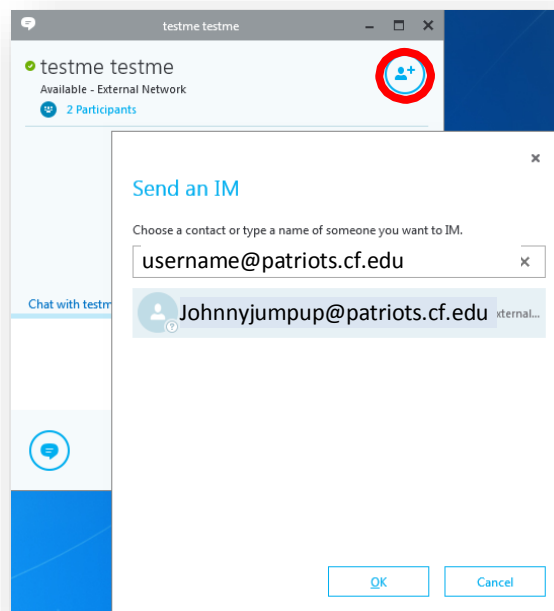 testme testme
testme testme
Available - External Network
2 Participants
Send an IM
Choose a contact or type a name of someone you want to IM.
username@patriots.cf.edu
Johnnyjumpup@patriots.cf.edu xternal...
Chat with testm
OK
Cancel